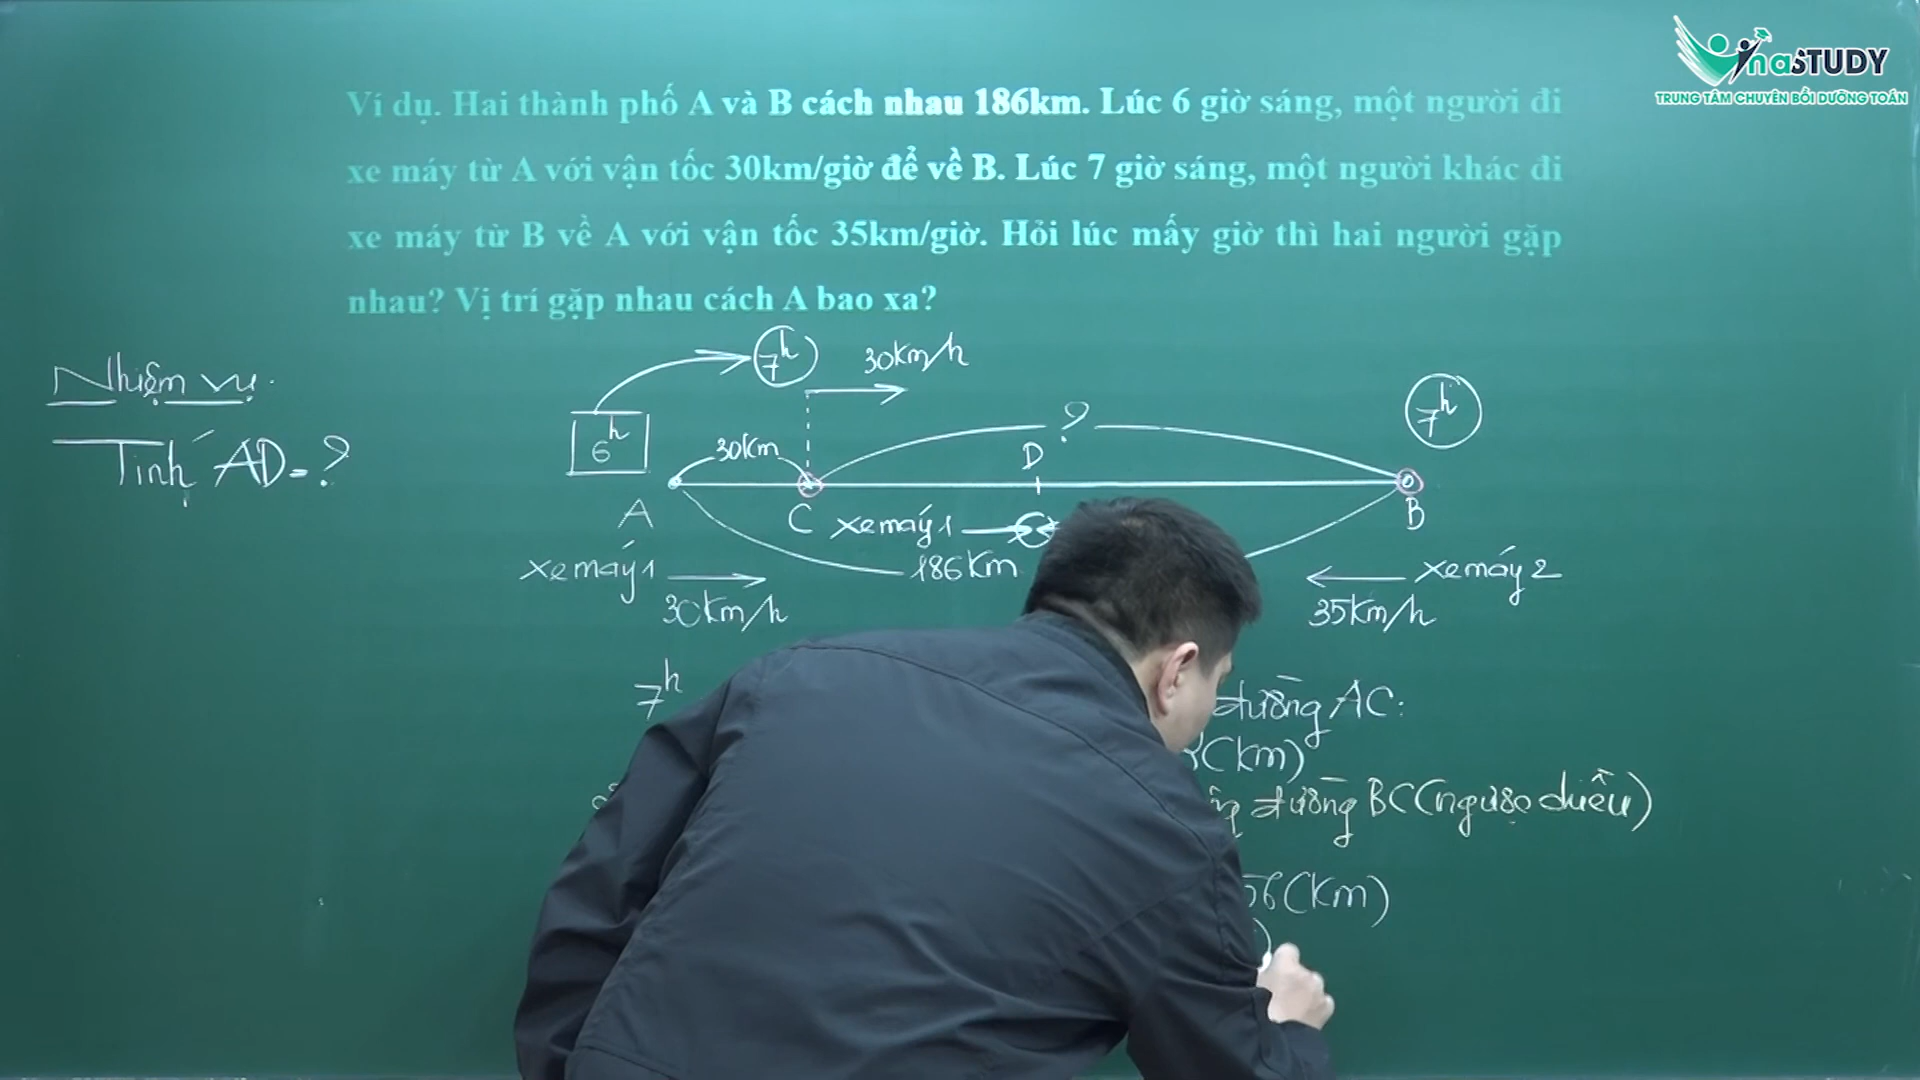 VinaSTUDY
TRUNG TÂM CHUYÊN BỒI DƯỠNG TOÁN
Ví dụ. Hai thành phố A và B cách nhau 186km. Lúc 6 giờ sáng, một người đi
xe máy từ A với vận tốc 30km/giờ để về B. Lúc 7 giờ sáng, một người khác đi
xe máy từ B về A với vận tốc 35km/giờ. Hỏi lúc mấy giờ thì hai người gặp
nhau? Vị trí gặp nhau cách A bao xa?
Nhiệm vụ.
Tính AD = ?
7h
30km/h
7h
6h
30km
D
?
A
C
xe máy 1
B
186km
xe máy 1
30km/h
xe máy 2
35km/h
7h
đường AC:
(km)
đường BC (ngược chiều)
56 (km)